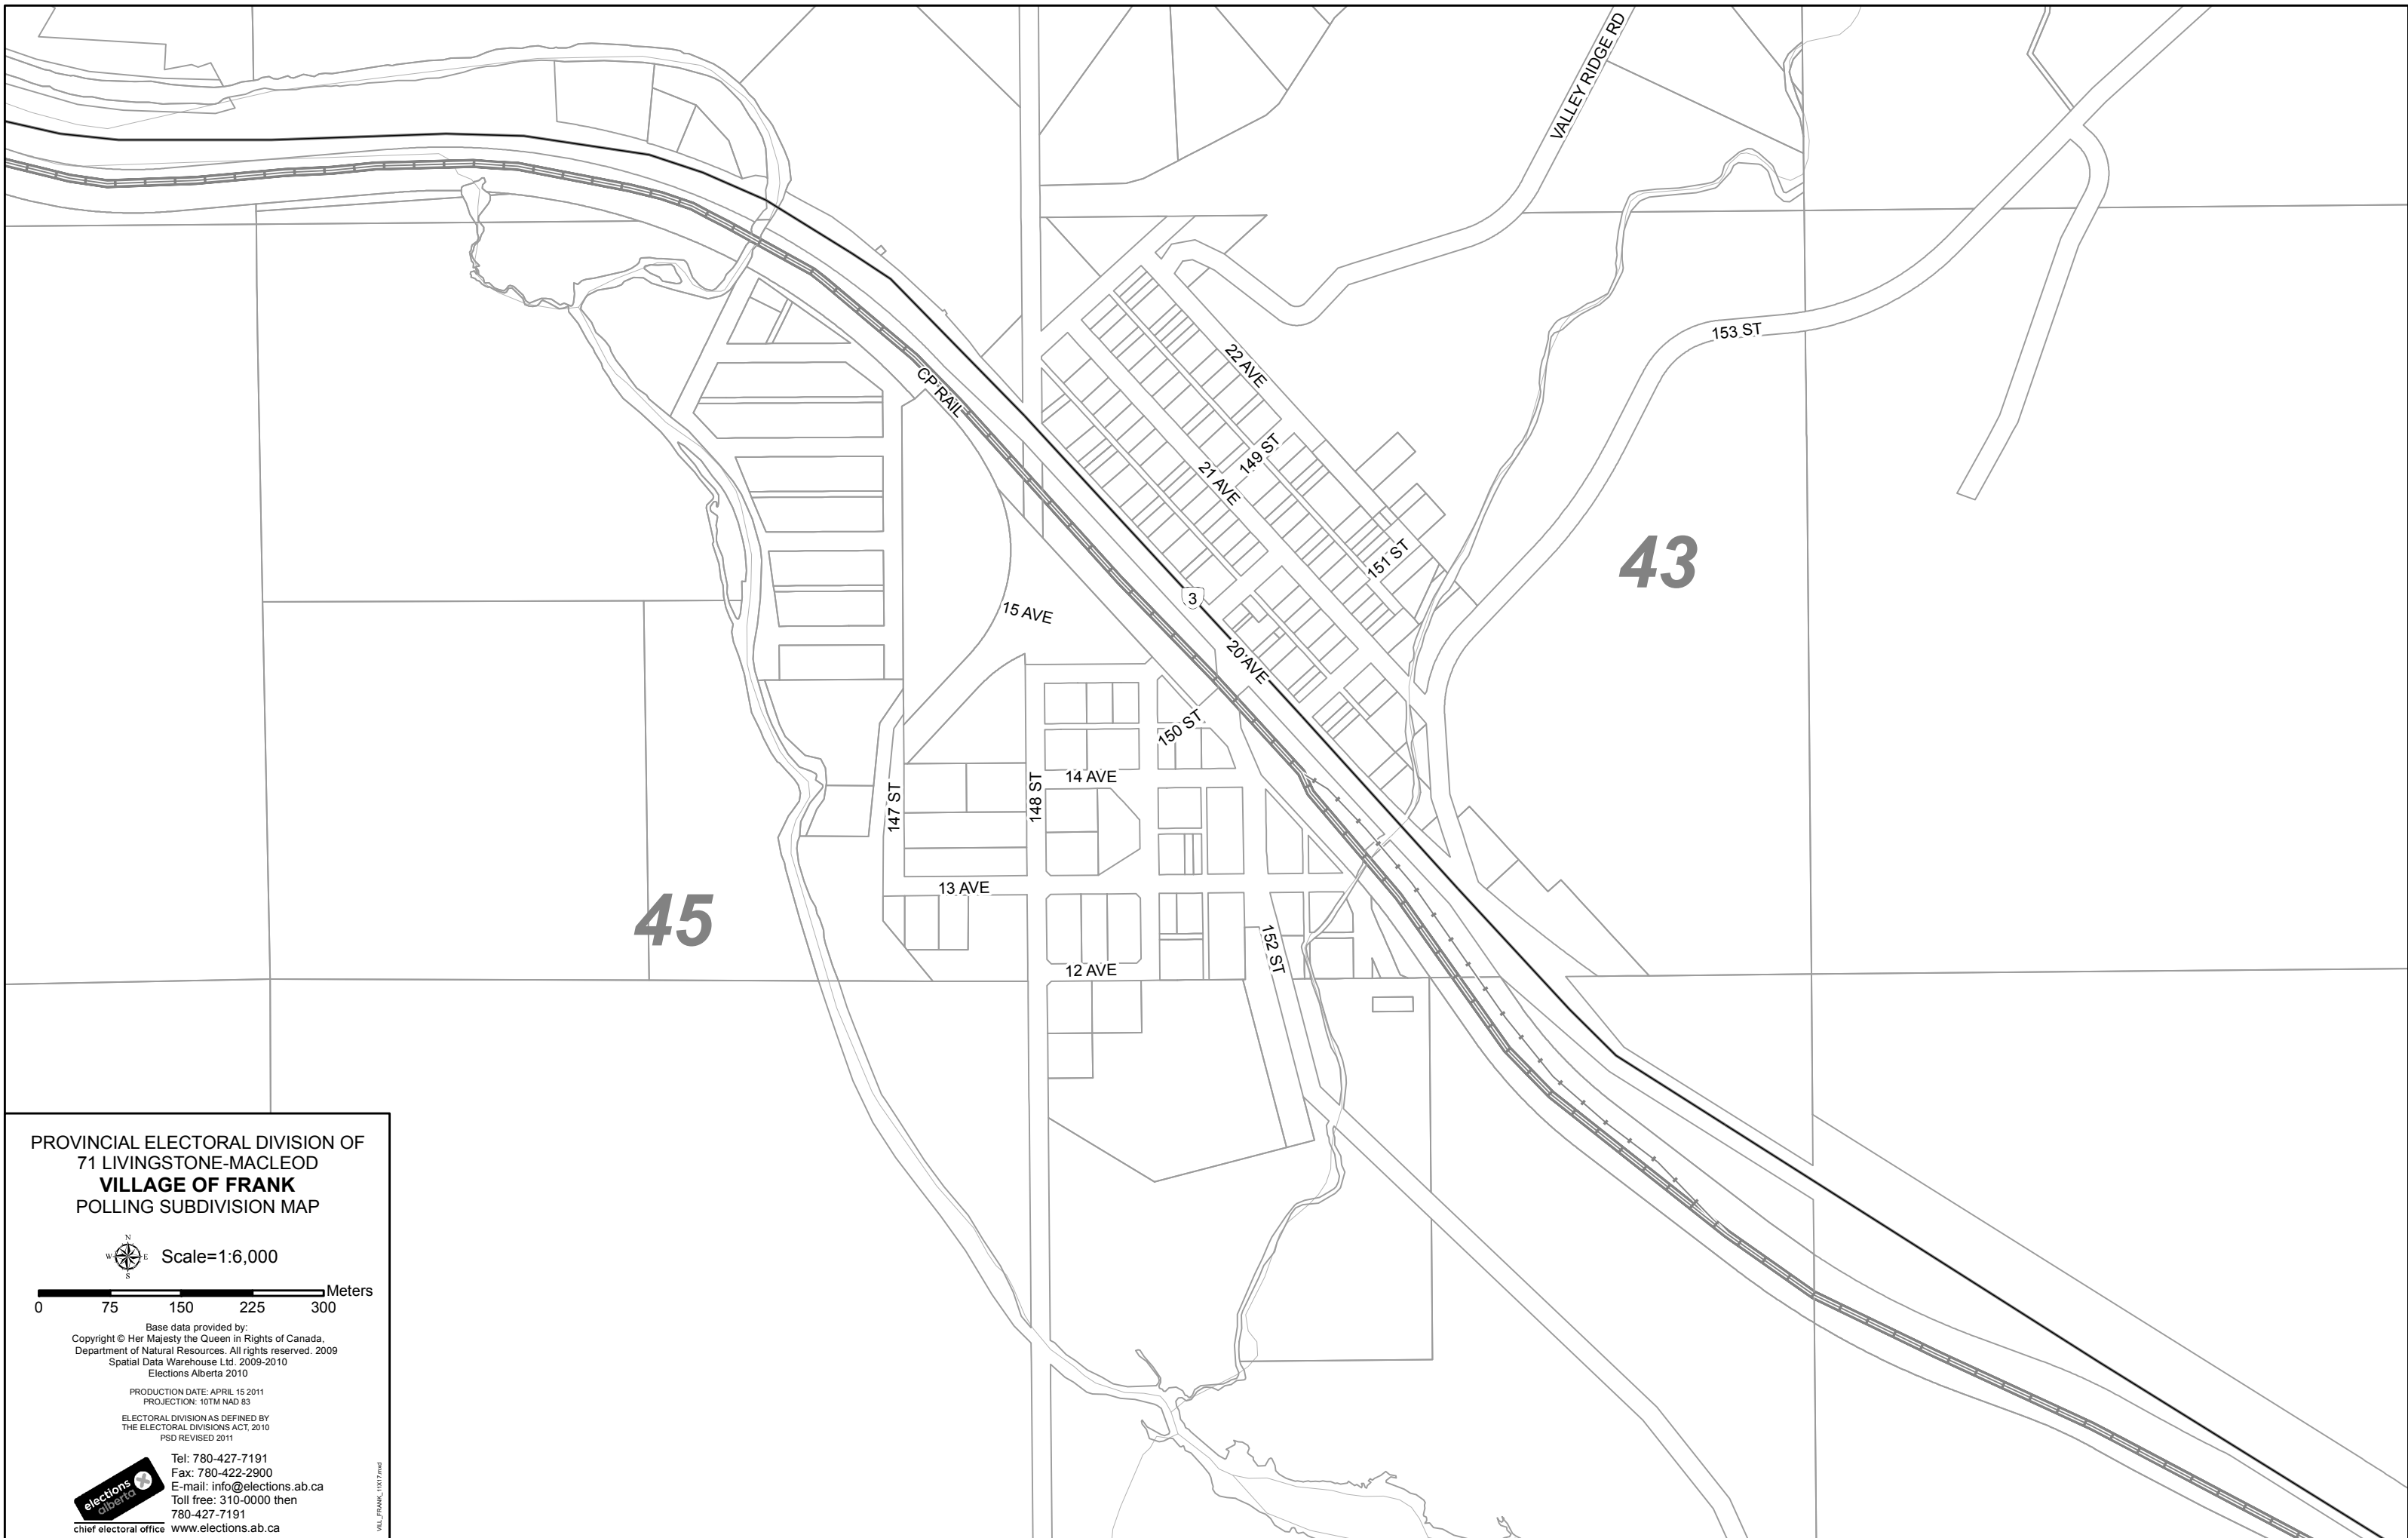 VALLEY RIDGE RD
153 ST
22 AVE
CP RAIL
149 ST
21 AVE
151 ST
43
3
15 AVE
20 AVE
150 ST
14 AVE
147 ST
148 ST
13 AVE
45
152 ST
12 AVE
PROVINCIAL ELECTORAL DIVISION OF
71 LIVINGSTONE-MACLEOD
VILLAGE OF FRANK
POLLING SUBDIVISION MAP
N
W E
S
Scale=1:6,000
Meters
0 75 150 225 300
Base data provided by:
Copyright © Her Majesty the Queen in Rights of Canada,
Department of Natural Resources. All rights reserved. 2009
Spatial Data Warehouse Ltd. 2009-2010
Elections Alberta 2010
PRODUCTION DATE: APRIL 15 2011
PROJECTION: 10TM NAD 83
ELECTORAL DIVISION AS DEFINED BY
THE ELECTORAL DIVISIONS ACT, 2010
PSD REVISED 2011
elections
alberta
chief electoral office
Tel: 780-427-7191
Fax: 780-422-2900
E-mail: info@elections.ab.ca
Toll free: 310-0000 then
780-427-7191
www.elections.ab.ca
VILL_FRANK_11X17.mxd